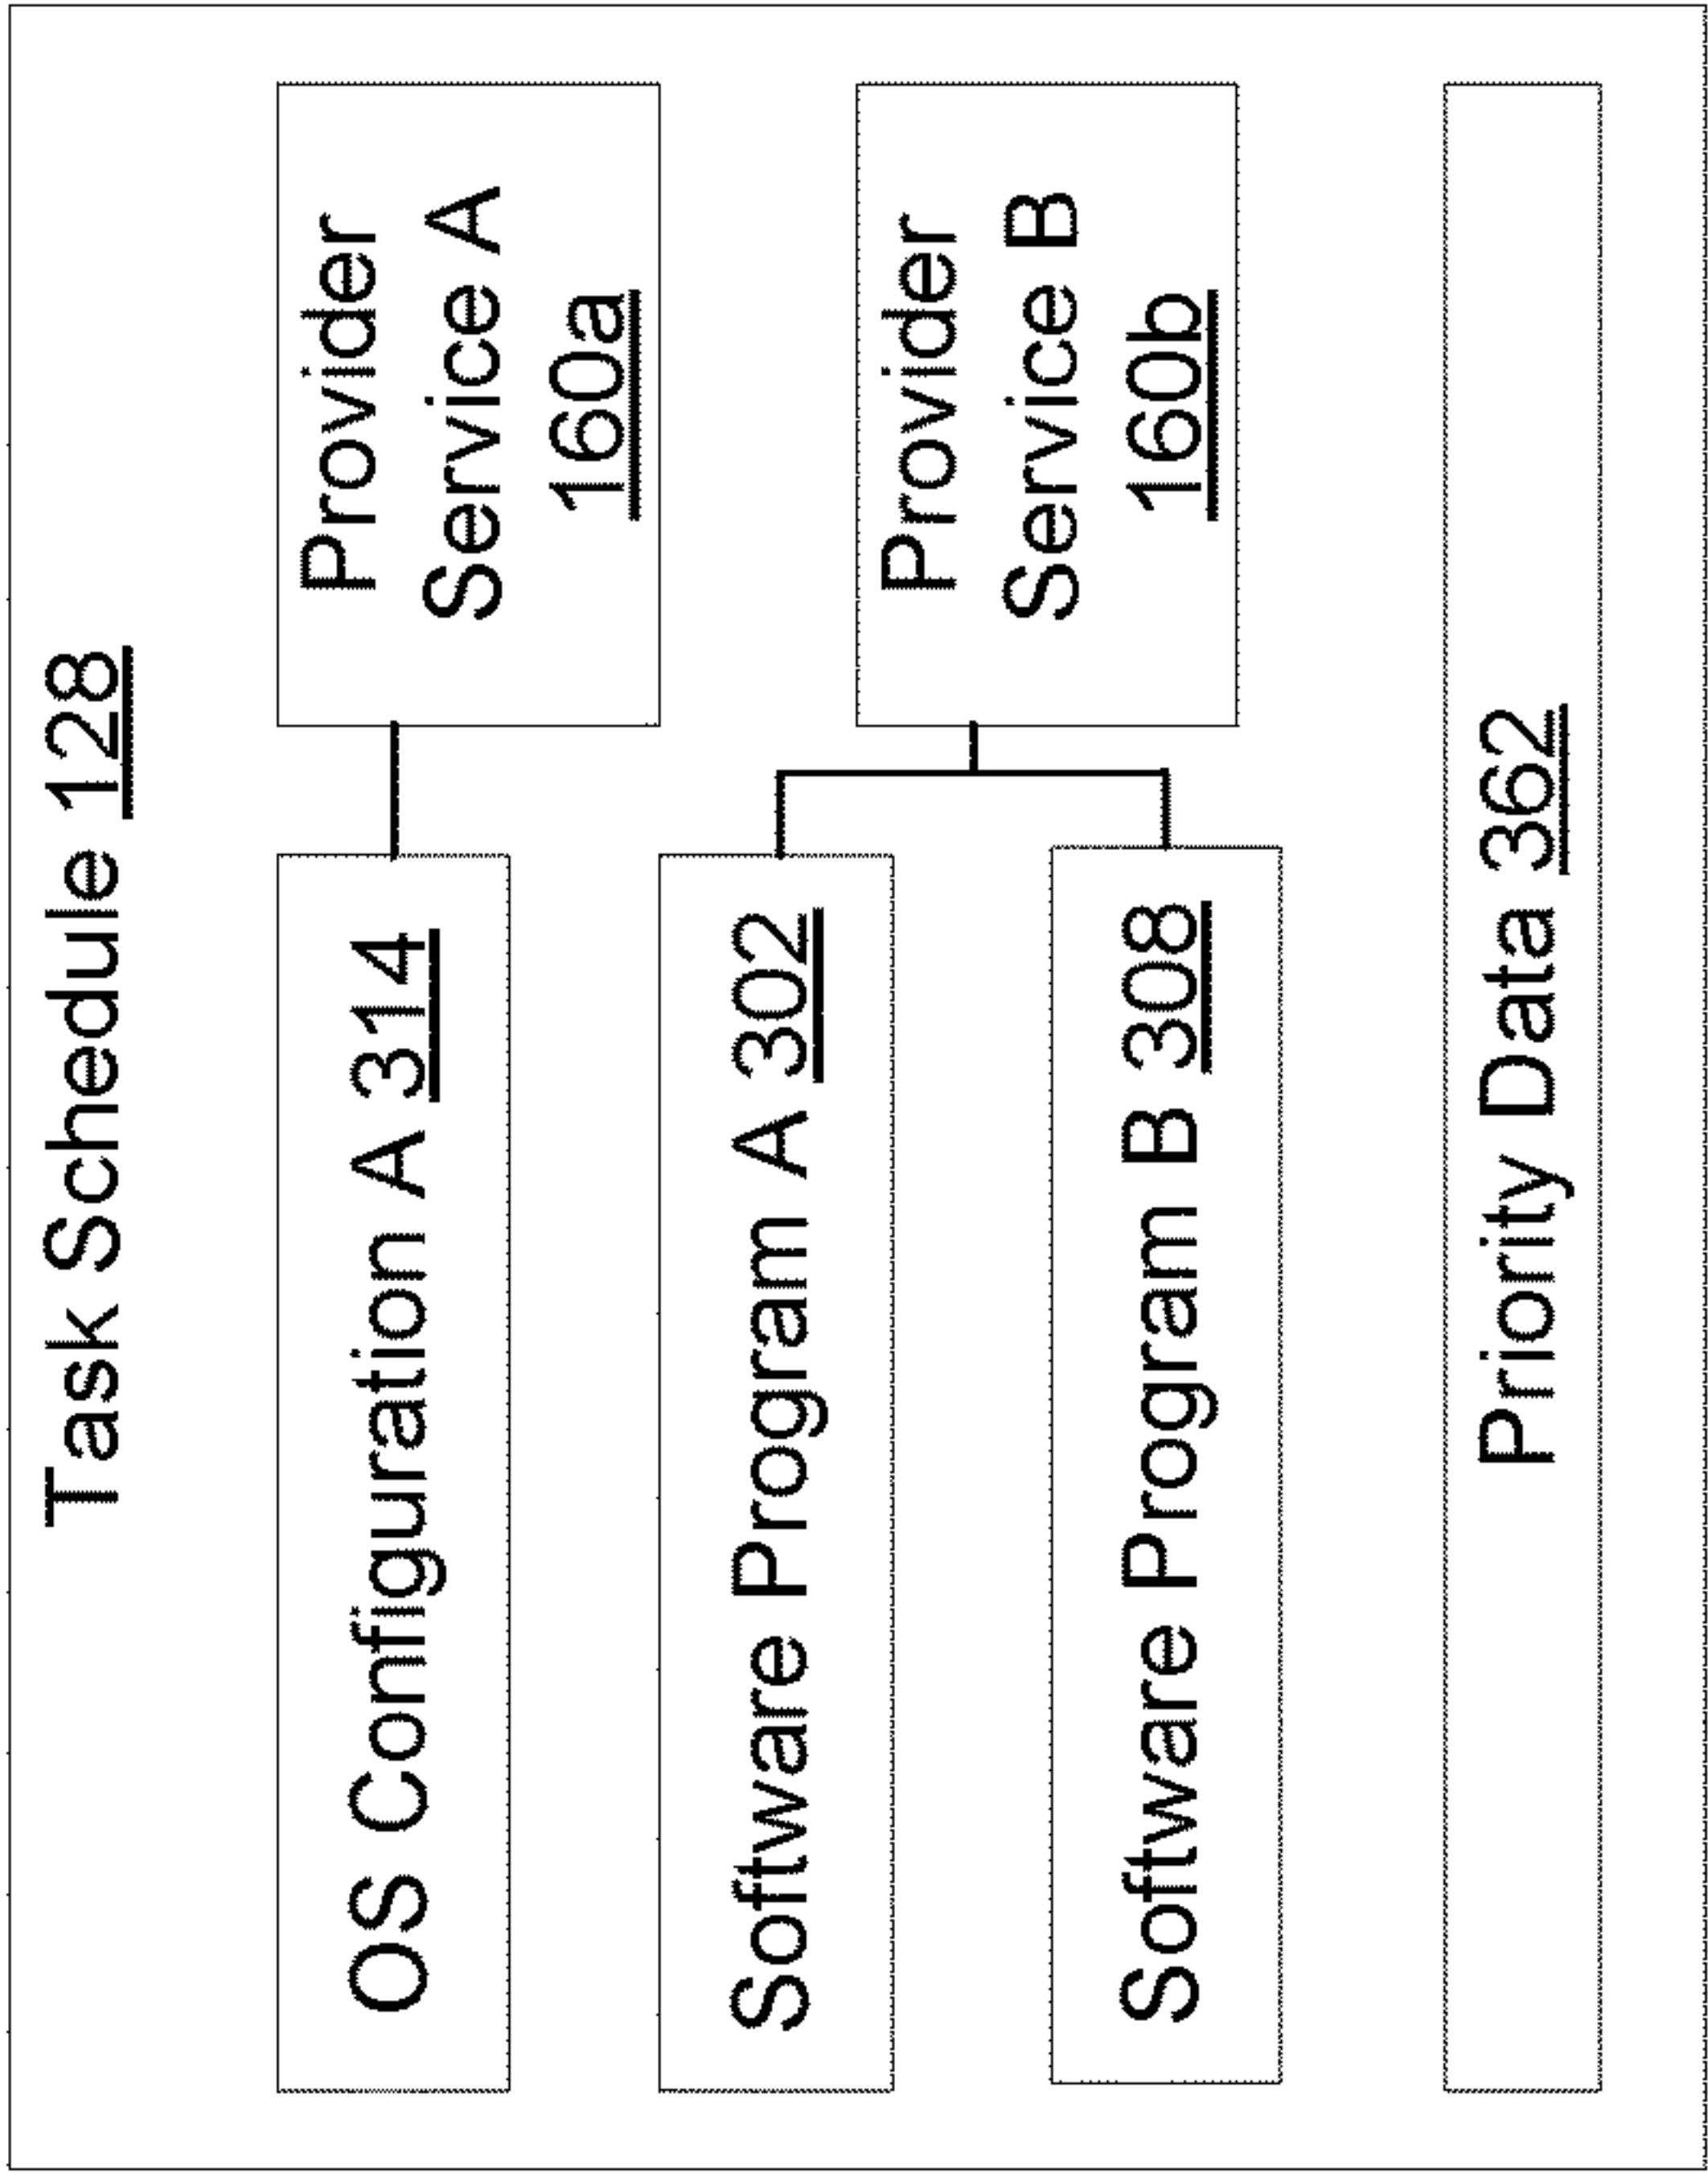 Task Schedule 128
OS Configuration A 314
Provider
Service A
160a
Software Program A 302
Software Program B 308
Provider
Service B
160b
Priority Data 362